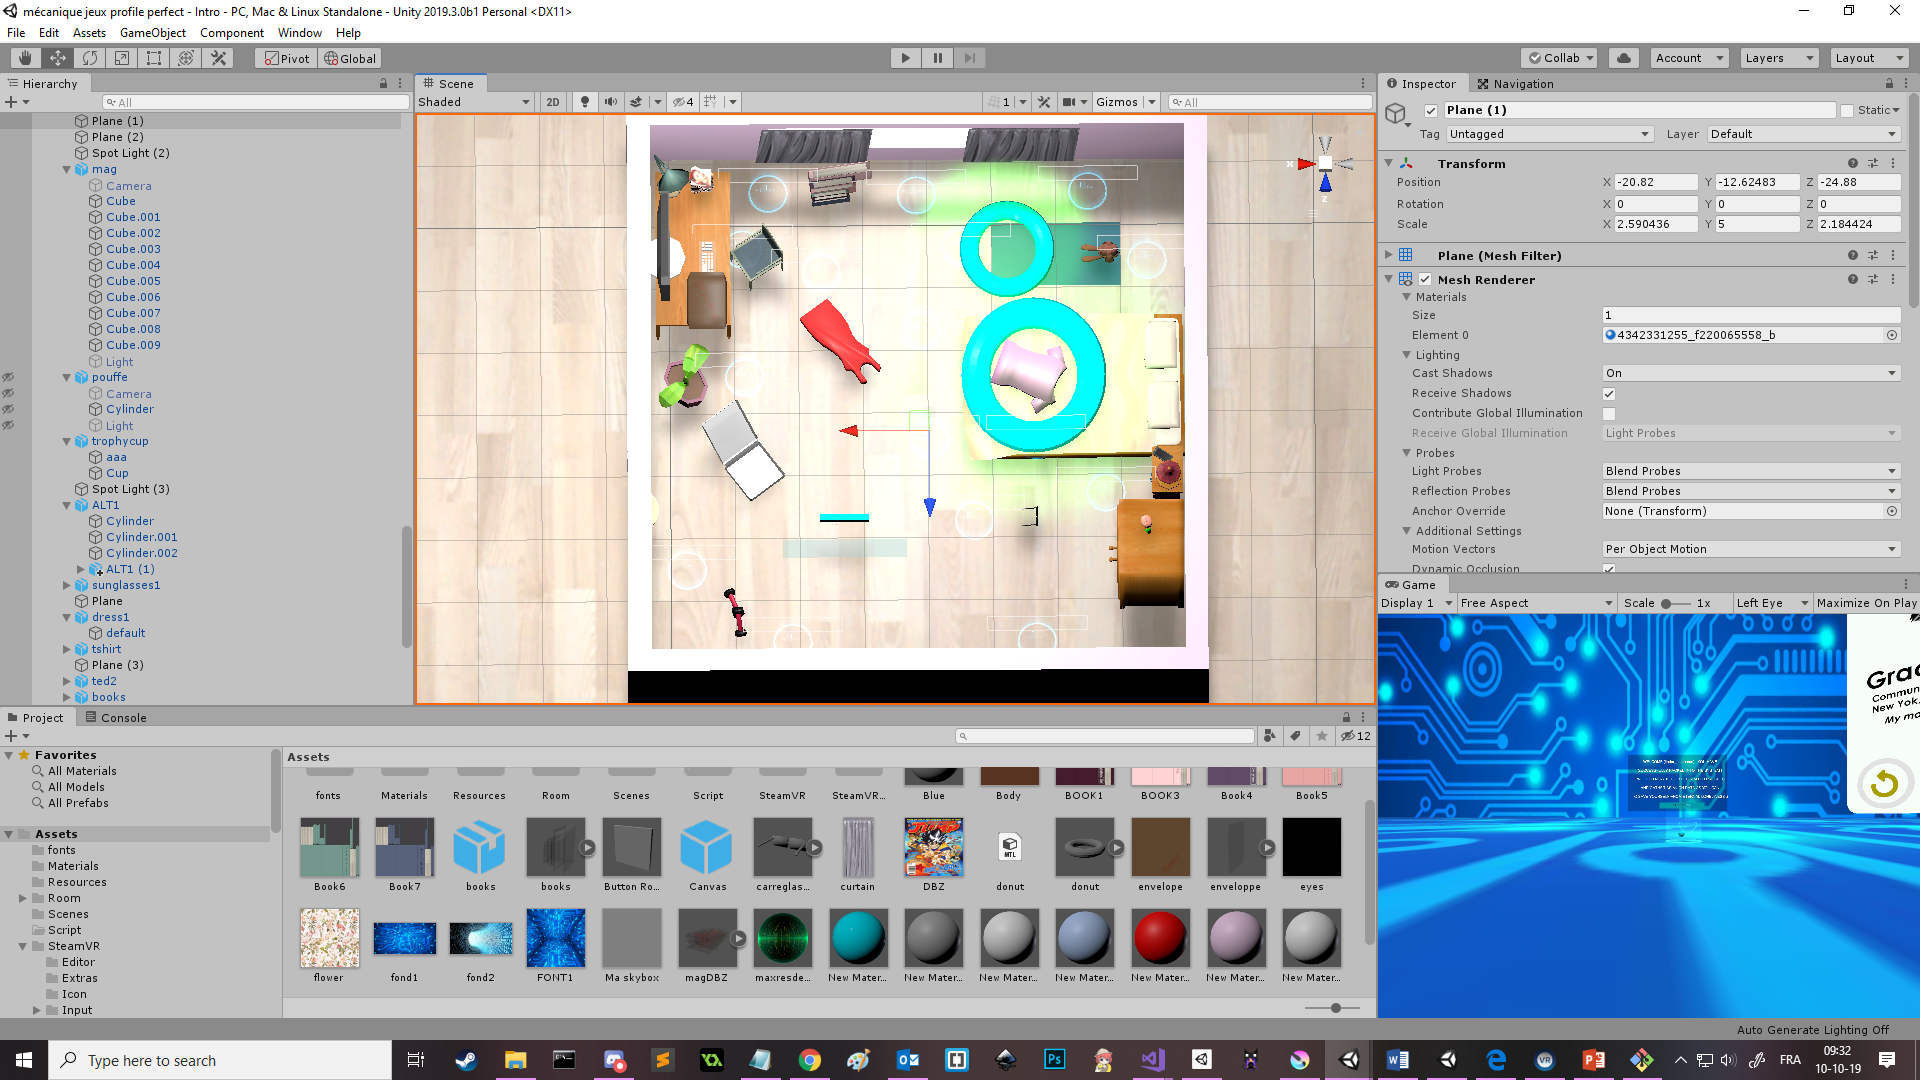 mécanique jeux profile perfect - Intro - PC, Mac & Linux Standalone - Unity 2019.3.0b1 Personal <DX11>
File Edit Assets GameObject Component Window Help
Pivot Global
Collab Account Layers Layout
Hierarchy
All
Plane (1)
Plane (2)
Spot Light (2)
mag
Camera
Cube
Cube.001
Cube.002
Cube.003
Cube.004
Cube.005
Cube.006
Cube.007
Cube.008
Cube.009
Light
pouffe
Camera
Cylinder
Light
trophycup
aaa
Cup
Spot Light (3)
ALT1
Cylinder
Cylinder.001
Cylinder.002
ALT1 (1)
sunglasses1
Plane
dress1
default
tshirt
Plane (3)
ted2
books
Scene
Shaded 2D 4 1 Gizmos All
x
z
Inspector Navigation
Plane (1) Static
Tag Untagged Layer Default
Transform
Position X -20.82 Y -12.62483 Z -24.88
Rotation X 0 Y 0 Z 0
Scale X 2.590436 Y 5 Z 2.184424
Plane (Mesh Filter)
Mesh Renderer
Materials
Size 1
Element 0 4342331255_f220065558_b
Lighting
Cast Shadows On
Receive Shadows
Contribute Global Illumination
Receive Global Illumination Light Probes
Probes
Light Probes Blend Probes
Reflection Probes Blend Probes
Anchor Override None (Transform)
Additional Settings
Motion Vectors Per Object Motion
Dynamic Occlusion
Game
Display 1 Free Aspect Scale 1x Left Eye Maximize On Play
Grac
Commun
New Yok.
My mo
Project Console
12
Favorites
All Materials
All Models
All Prefabs
Assets
fonts
Materials
Resources
Room
Scenes
Script
SteamVR
Editor
Extras
Icon
Input
Assets
fonts Materials Resources Room Scenes Script SteamVR SteamVR... Blue Body BOOK1 BOOK3 Book4 Book5
Book6 Book7 books books Button Ro... Canvas carreglas... curtain DBZ donut donut envelope enveloppe eyes
MTL
flower fond1 fond2 FONT1 Ma skybox magDBZ maxresde... New Mater... New Mater... New Mater... New Mater... New Mater... New Mater... New Mater...
Auto Generate Lighting Off
Type here to search
FRA
09:32
10-10-19